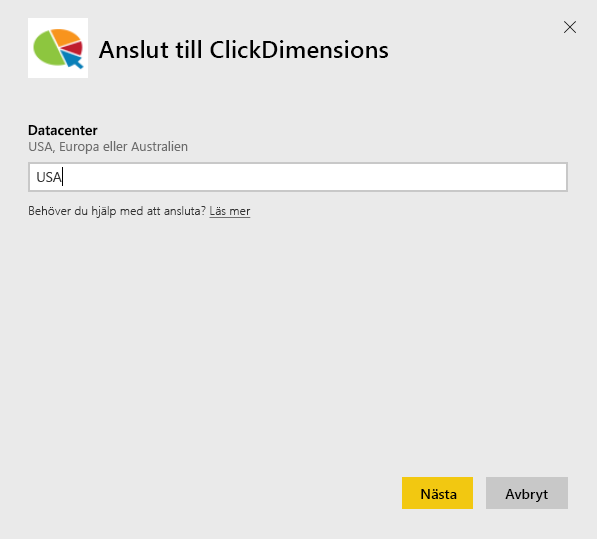 Anslut till ClickDimensions
Datacenter
USA, Europa eller Australien
USA
Behöver du hjälp med att ansluta? Läs mer
Nästa
Avbryt